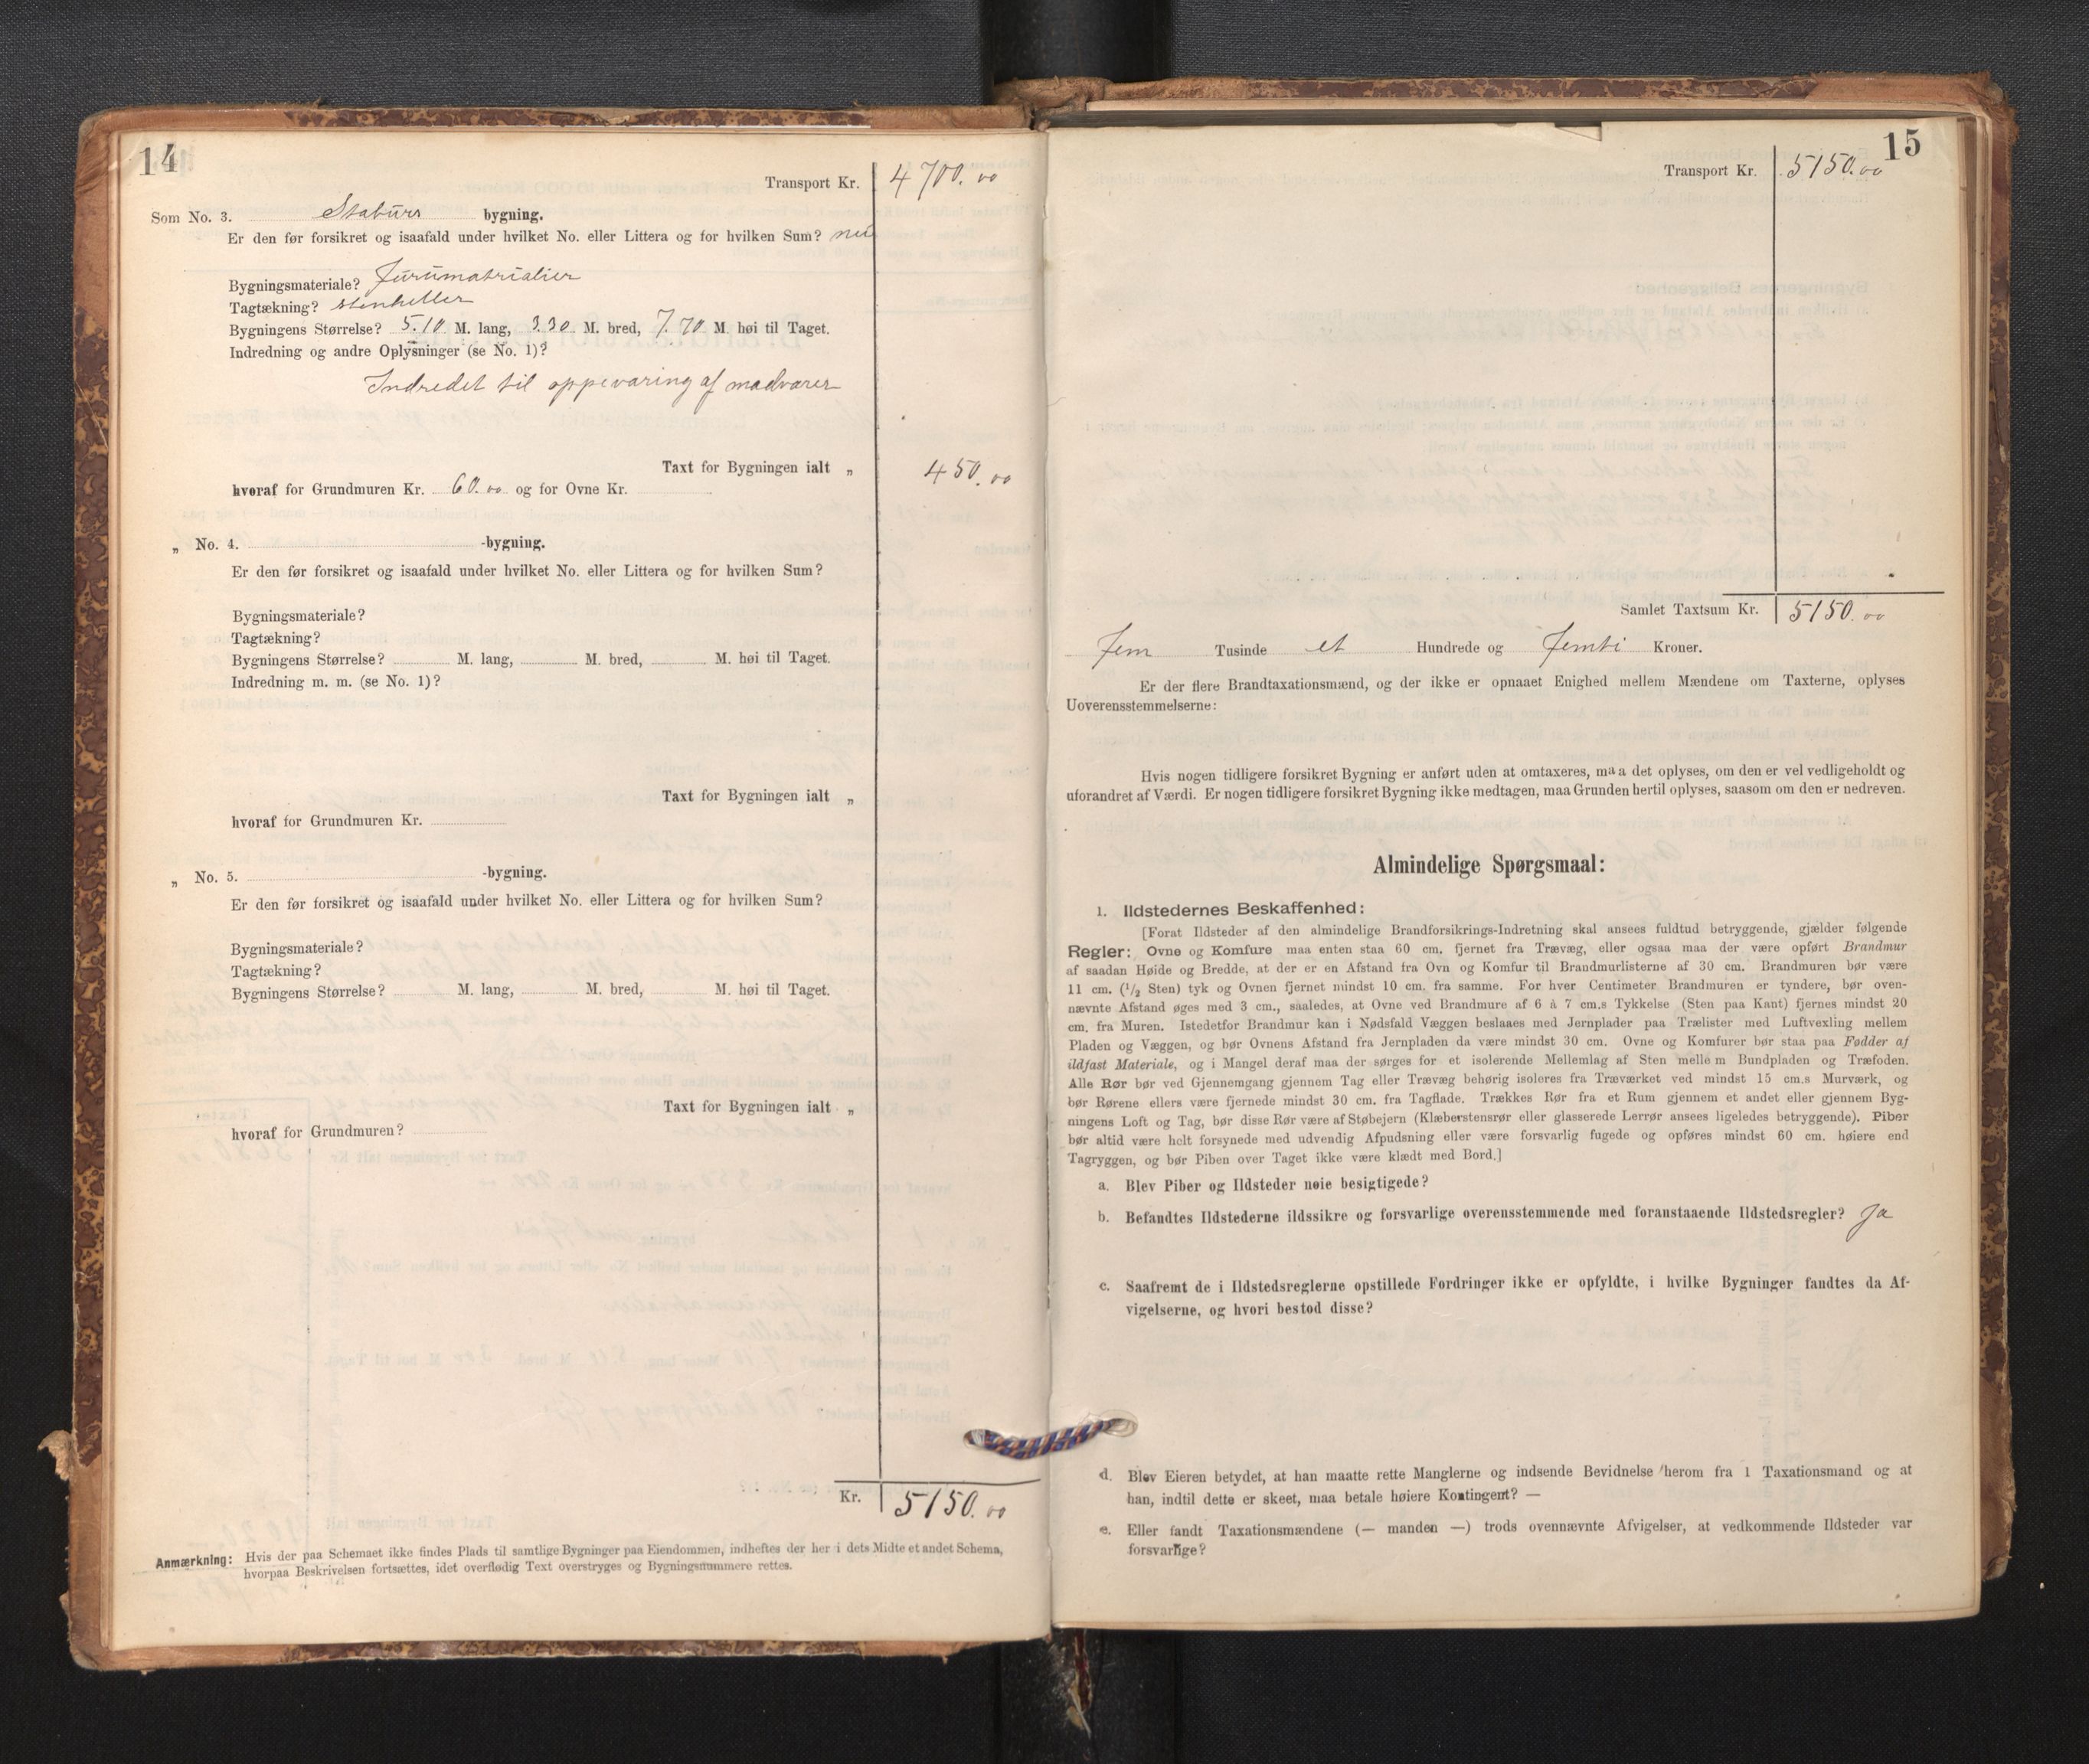 14
Transport Kr. 4700.00
Som No. 3. Stabürs bygning.
Er den før forsikret og isaafald under hvilket No. eller Littera og for hvilken Sum? nei
Bygningsmateriale? Furümatrialier
Tagtækning? stenheller
Bygningens Størrelse? 5.10 M. lang, 3.30 M. bred, 7.70 M. høi til Taget.
Indredning og andre Oplysninger (se No. 1)?
Indredet til oppevaring af madvarer
Taxt for Bygningen ialt „ 450.00
hvoraf for Grundmuren Kr. 60.00 og for Ovne Kr.
„ No. 4. -bygning.
Er den før forsikret og isaafald under hvilket No. eller Littera og for hvilken Sum?
Bygningsmateriale?
Tagtækning?
Bygningens Størrelse? M. lang, M. bred, M. høi til Taget.
Indredning m. m. (se No. 1)?
Taxt for Bygningen ialt „
hvoraf for Grundmuren Kr.
„ No. 5. -bygning.
Er den før forsikret og isaafald under hvilket No. eller Littera og for hvilken Sum?
Bygningsmateriale?
Tagtækning?
Bygningens Størrelse? M. lang, M. bred, M. høi til Taget.
Taxt for Bygningen ialt „
hvoraf for Grundmuren?
Kr. 5150.00
Anmærkning: Hvis der paa Schemaet ikke findes Plads til samtlige Bygninger paa Eiendommen, indheftes der her i dets Midte et andet Schema,
hvorpaa Beskrivelsen fortsættes, idet overflødig Text overstryges og Bygningsnummere rettes.
15
Transport Kr. 5150.00
Samlet Taxtsum Kr. 5150.00
Fem Tusinde et Hundrede og Femti Kroner.
Er der flere Brandtaxationsmænd, og der ikke er opnaaet Enighed mellem Mændene om Taxterne, oplyses
Uoverensstemmelserne:
Hvis nogen tidligere forsikret Bygning er anført uden at omtaxeres, maa det oplyses, om den er vel vedligeholdt og
uforandret af Værdi. Er nogen tidligere forsikret Bygning ikke medtagen, maa Grunden hertil oplyses, saasom om den er nedreven.
Almindelige Spørgsmaal:
1. Ildstedernes Beskaffenhed:
[Forat Ildsteder af den almindelige Brandforsikrings-Indretning skal ansees fuldtud betryggende, gjælder følgende
Regler: Ovne og Komfure maa enten staa 60 cm. fjernet fra Trævæg, eller ogsaa maa der være opført Brandmur
af saadan Høide og Bredde, at der er en Afstand fra Ovn og Komfur til Brandmurlisterne af 30 cm. Brandmuren bør være
11 cm. (1/2 Sten) tyk og Ovnen fjernet mindst 10 cm. fra samme. For hver Centimeter Brandmuren er tyndere, bør oven-
nævnte Afstand øges med 3 cm., saaledes, at Ovne ved Brandmure af 6 à 7 cm.s Tykkelse (Sten paa Kant) fjernes mindst 20
cm. fra Muren. Istedetfor Brandmur kan i Nødsfald Væggen beslaaes med Jernplader paa Trælister med Luftvexling mellem
Pladen og Væggen, og bør Ovnens Afstand fra Jernpladen da være mindst 30 cm. Ovne og Komfurer bør staa paa Fødder af
ildfast Materiale, og i Mangel deraf maa der sørges for et isolerende Mellemlag af Sten mellem Bundpladen og Træfoden.
Alle Rør bør ved Gjennemgang gjennem Tag eller Trævæg behørig isoleres fra Træværket ved mindst 15 cm.s Murværk, og
bør Rørene ellers være fjernede mindst 30 cm. fra Tagflade. Trækkes Rør fra et Rum gjennem et andet eller gjennem Byg-
ningens Loft og Tag, bør disse Rør være af Støbejern (Klæberstensrør eller glasserede Lerrør ansees ligeledes betryggende). Piber
bør altid være helt forsynede med udvendig Afpudsning eller være forsvarlig fugede og opføres mindst 60 cm. høiere end
Tagryggen, og bør Piben over Taget ikke være klædt med Bord.]
a. Blev Piber og Ildsteder nøie besigtigede?
b. Befandtes Ildstederne ildssikre og forsvarlige overensstemmende med foranstaaende Ildstedsregler? Ja
c. Saafremt de i Ildstedsreglerne opstillede Fordringer ikke er opfyldte, i hvilke Bygninger fandtes da Af-
vigelserne, og hvori bestod disse?
d. Blev Eieren betydet, at han maatte rette Manglerne og indsende Bevidnelse herom fra 1 Taxationsmand og at
han, indtil dette er skeet, maa betale høiere Kontingent? —
e. Eller fandt Taxationsmændene (— manden —) trods ovennævnte Afvigelser, at vedkommende Ildsteder var
forsvarlige?